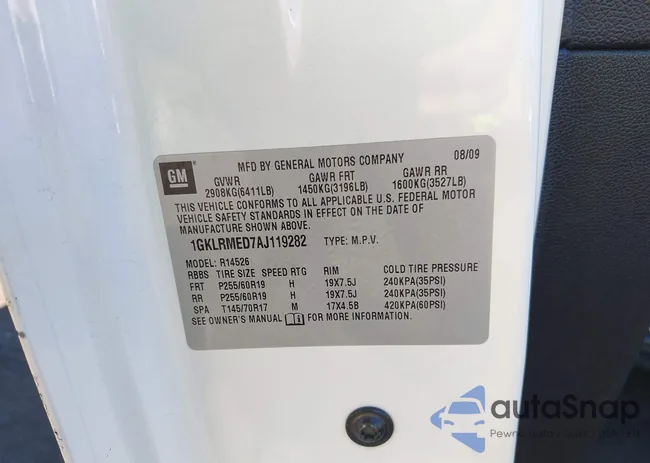 GM
MFD BY GENERAL MOTORS COMPANY 08/09
GVWR GAWR FRT GAWR RR
2908KG(6411LB) 1450KG(3196LB) 1600KG(3527LB)
THIS VEHICLE CONFORMS TO ALL APPLICABLE U.S. FEDERAL MOTOR
VEHICLE SAFETY STANDARDS IN EFFECT ON THE DATE OF
MANUFACTURE SHOWN ABOVE.
1GKLRMED7AJ119282 TYPE: M.P.V.
MODEL: R14526
RBBS TIRE SIZE SPEED RTG RIM COLD TIRE PRESSURE
FRT P255/60R19 H 19X7.5J 240KPA(35PSI)
RR P255/60R19 H 19X7.5J 240KPA(35PSI)
SPA T145/70R17 M 17X4.5B 420KPA(60PSI)
SEE OWNER'S MANUAL FOR MORE INFORMATION.
autaSnap